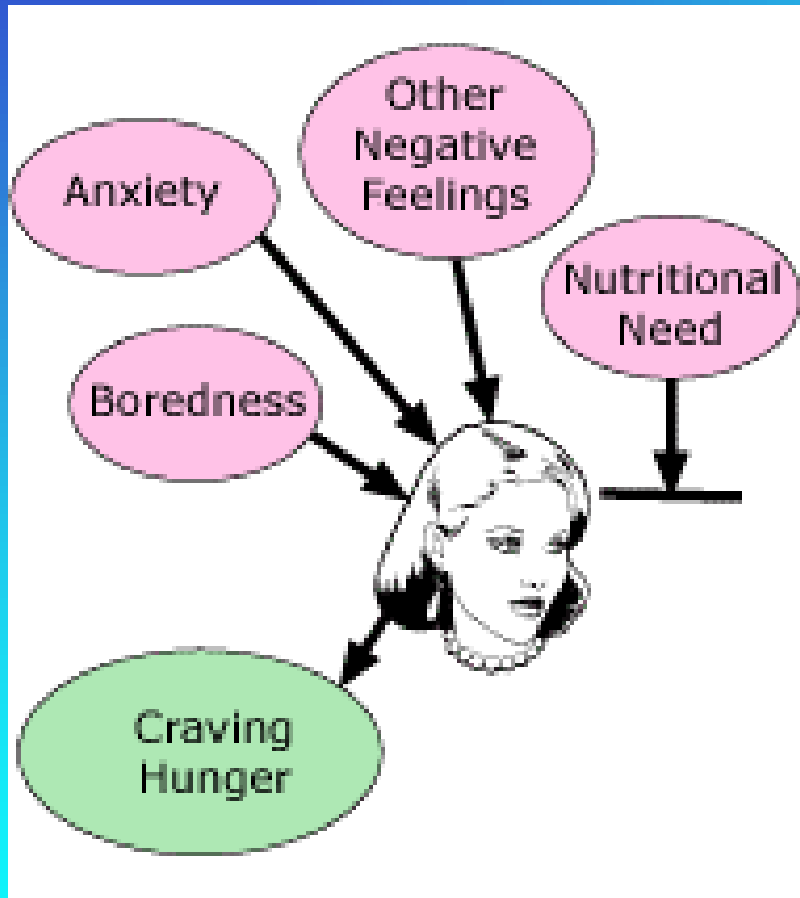 Other
Negative
Feelings
Anxiety
Nutritional
Need
Boredness
Craving
Hunger